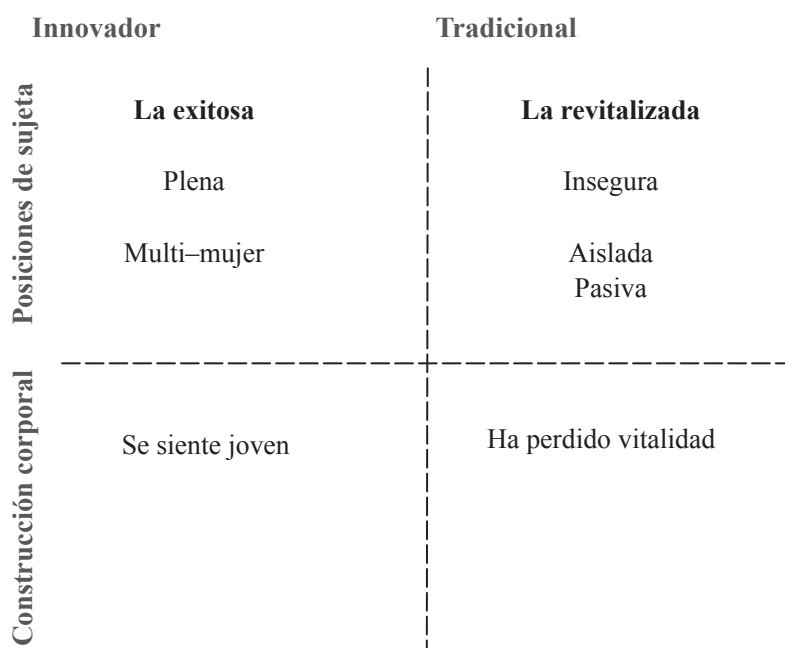 Innovador
Tradicional
Posiciones de sujeta
La exitosa
La revitalizada
Plena
Insegura
Multi–mujer
Aislada
Pasiva
Construcción corporal
Se siente joven
Ha perdido vitalidad